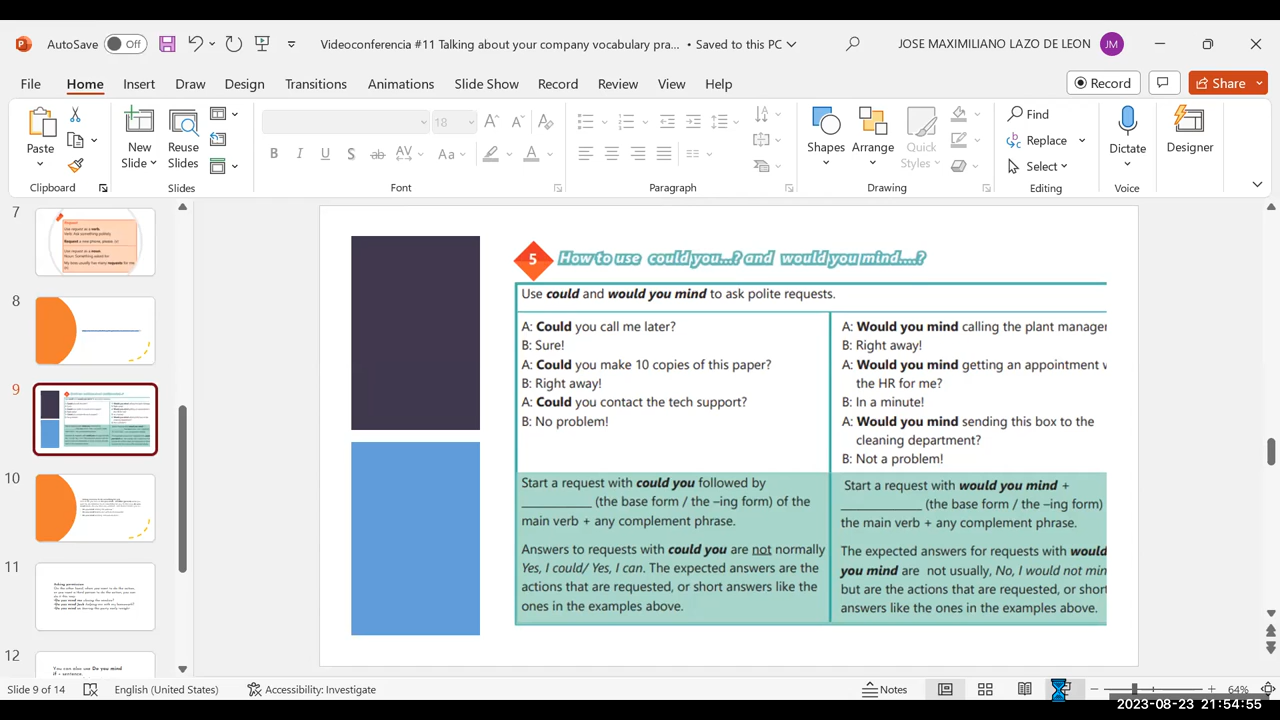 AutoSave Off Videoconferencia #11 Talking about your company vocabulary pra... • Saved to this PC JOSE MAXIMILIANO LAZO DE LEON JM
File Home Insert Draw Design Transitions Animations Slide Show Record Review View Help Record Share
Paste New Slide Reuse Slides 18 Shapes Arrange Quick Styles Find Replace Select Dictate Designer
Clipboard Slides Font Paragraph Drawing Editing Voice
7
8
9
10
11
12
5 How to use could you...? and would you mind....?
Use could and would you mind to ask polite requests.
A: Could you call me later?
B: Sure!
A: Could you make 10 copies of this paper?
B: Right away!
A: Could you contact the tech support?
B: No problem!
A: Would you mind calling the plant manager
B: Right away!
A: Would you mind getting an appointment w
the HR for me?
B: In a minute!
A: Would you mind sending this box to the
cleaning department?
B: Not a problem!
Start a request with could you followed by
____________ (the base form / the –ing form) of the
main verb + any complement phrase.
Answers to requests with could you are not normally
Yes, I could/ Yes, I can. The expected answers are the
actions that are requested, or short answers like the
ones in the examples above.
Start a request with would you mind +
______________ (the base form / the –ing form)
the main verb + any complement phrase.
The expected answers for requests with would
you mind are not usually, No, I would not min
but are the actions that are requested, or short
answers like the ones in the examples above.
Slide 9 of 14 English (United States) Accessibility: Investigate Notes 64%
2023-08-23 21:54:55